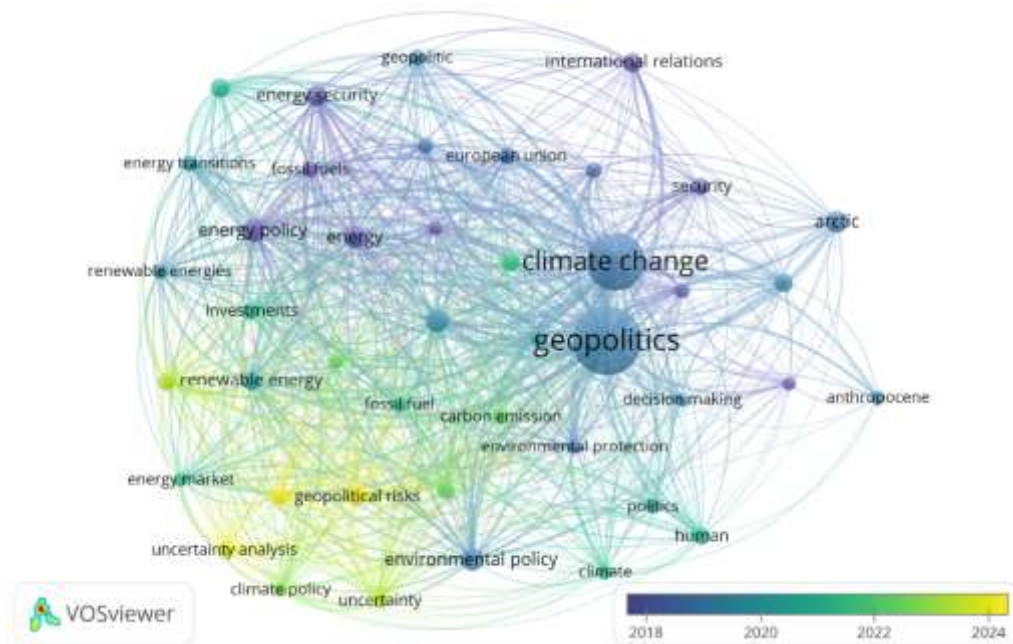 geopolitic
international relations
energy security
energy transitions
fossil fuels
european union
security
energy policy
energy
arctic
climate change
renewable energies
investments
geopolitics
renewable energy
fossil fuel
carbon emission
decision making
anthropocene
environmental protection
energy market
geopolitical risks
politics
human
uncertainty analysis
environmental policy
climate
climate policy
uncertainty
VOSviewer
2018 2020 2022 2024